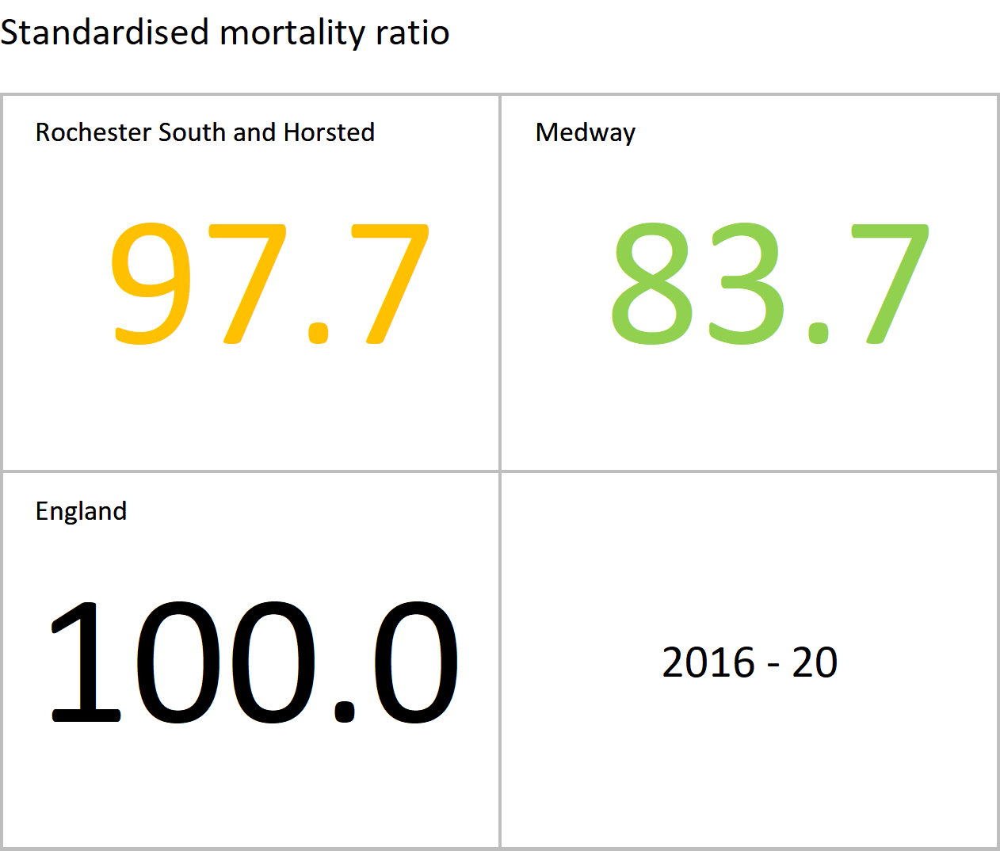 Standardised mortality ratio
Rochester South and Horsted
97.7
Medway
83.7
England
100.0
2016 - 20